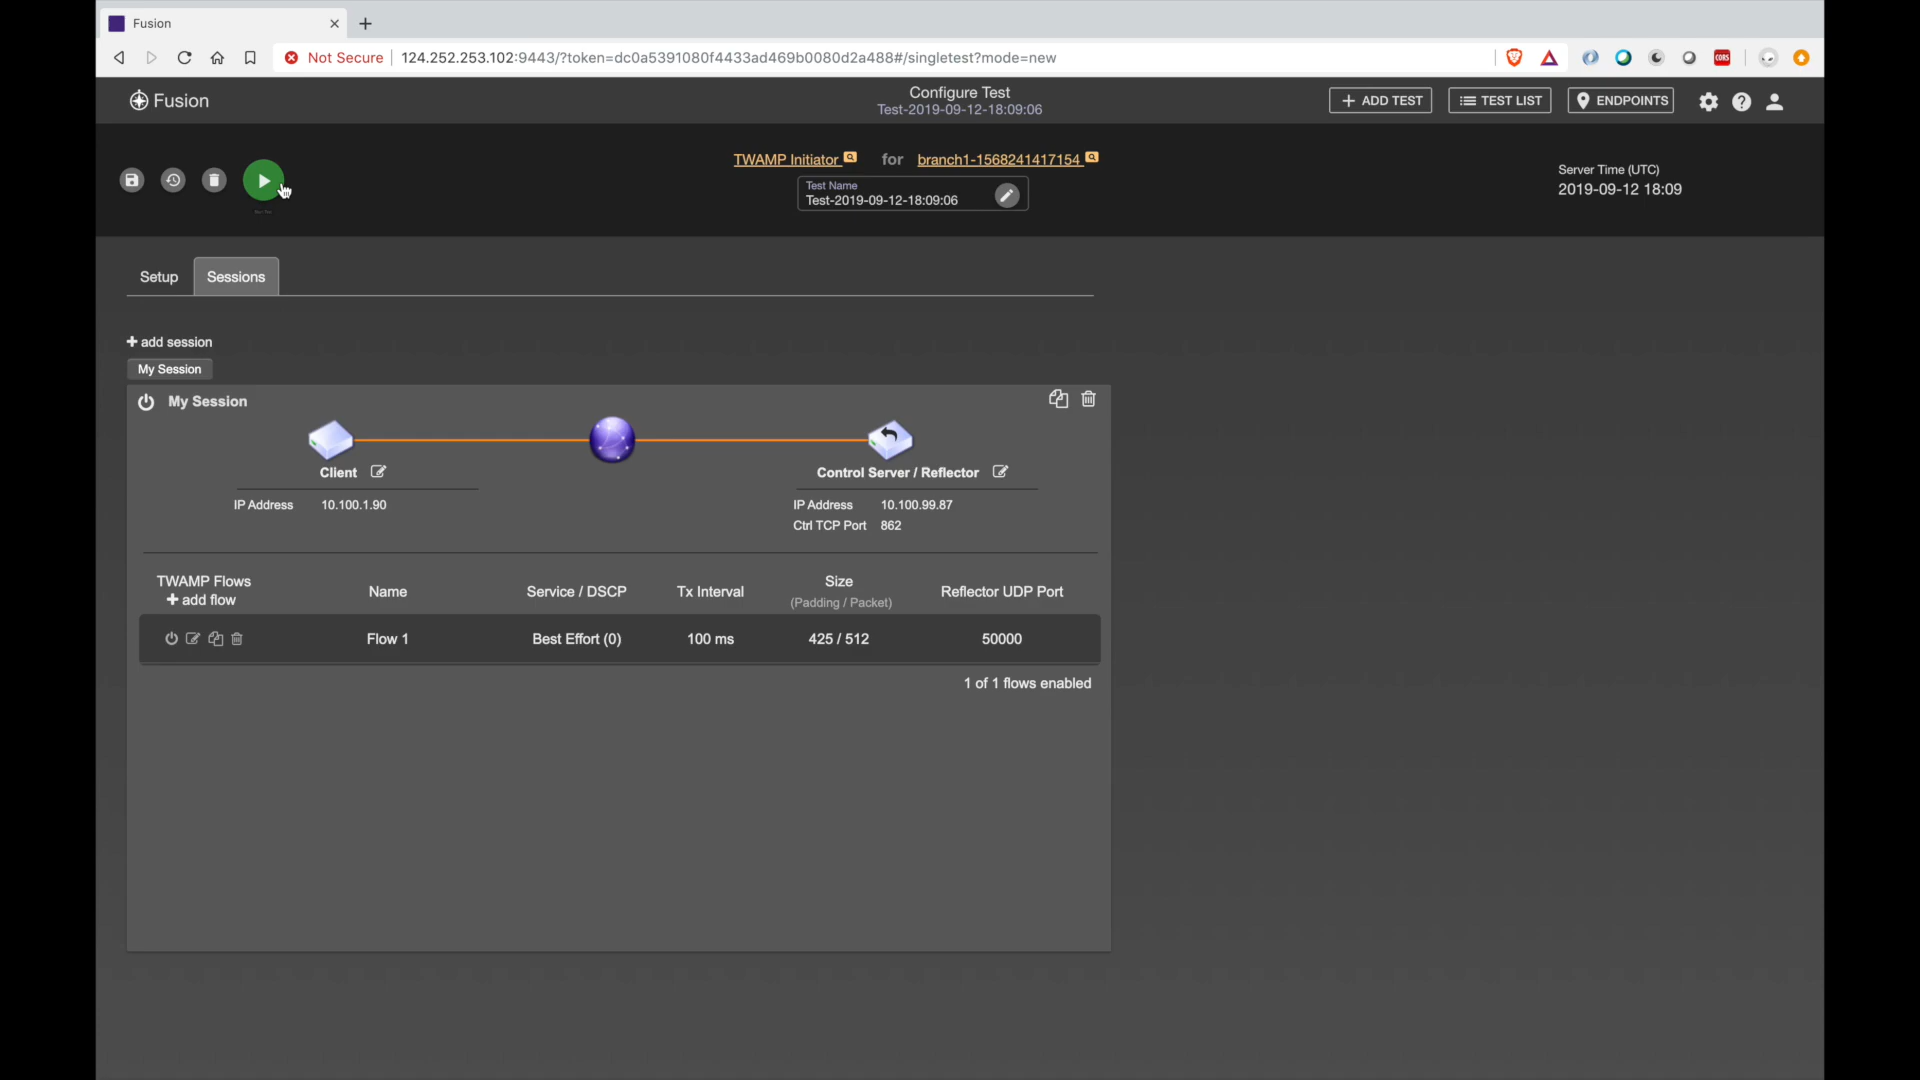 Fusion
Not Secure
124.252.253.102:9443/?token=dc0a5391080f4433ad469b0080d2a488#/singletest?mode=new
CORS
Fusion
Configure Test
Test-2019-09-12-18:09:06
+ ADD TEST
TEST LIST
ENDPOINTS
TWAMP Initiator for branch1-1568241417154
Test Name
Test-2019-09-12-18:09:06
Server Time (UTC)
2019-09-12 18:09
Setup
Sessions
+ add session
My Session
My Session
Client
Control Server / Reflector
IP Address 10.100.1.90
IP Address 10.100.99.87
Ctrl TCP Port 862
TWAMP Flows
+ add flow
Name
Service / DSCP
Tx Interval
Size
(Padding / Packet)
Reflector UDP Port
Flow 1
Best Effort (0)
100 ms
425 / 512
50000
1 of 1 flows enabled